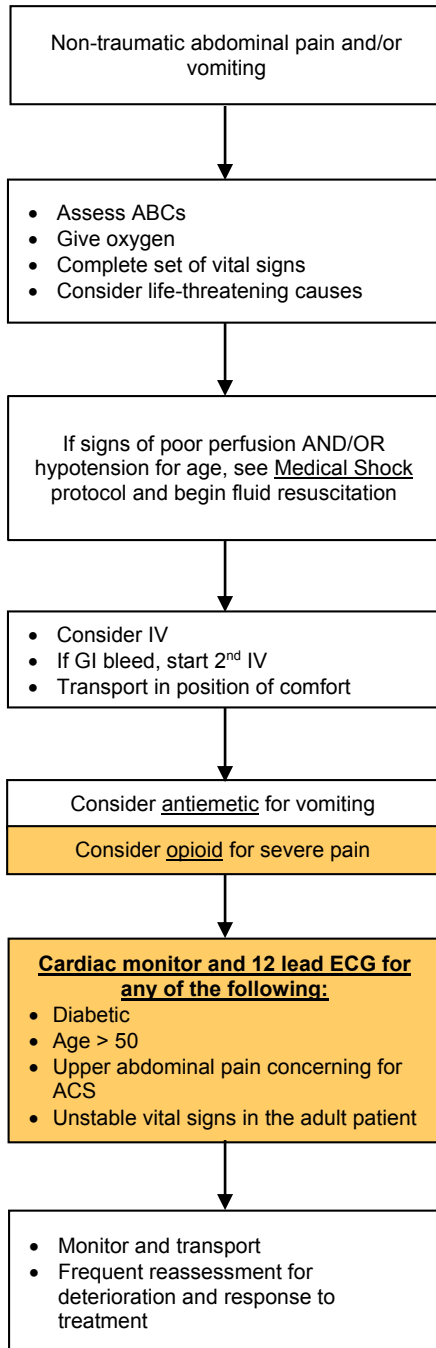 Non-traumatic abdominal pain and/or
vomiting
• Assess ABCs
• Give oxygen
• Complete set of vital signs
• Consider life-threatening causes
If signs of poor perfusion AND/OR
hypotension for age, see Medical Shock
protocol and begin fluid resuscitation
• Consider IV
• If GI bleed, start 2nd IV
• Transport in position of comfort
Consider antiemetic for vomiting
Consider opioid for severe pain
Cardiac monitor and 12 lead ECG for
any of the following:
• Diabetic
• Age > 50
• Upper abdominal pain concerning for
ACS
• Unstable vital signs in the adult patient
• Monitor and transport
• Frequent reassessment for
deterioration and response to
treatment